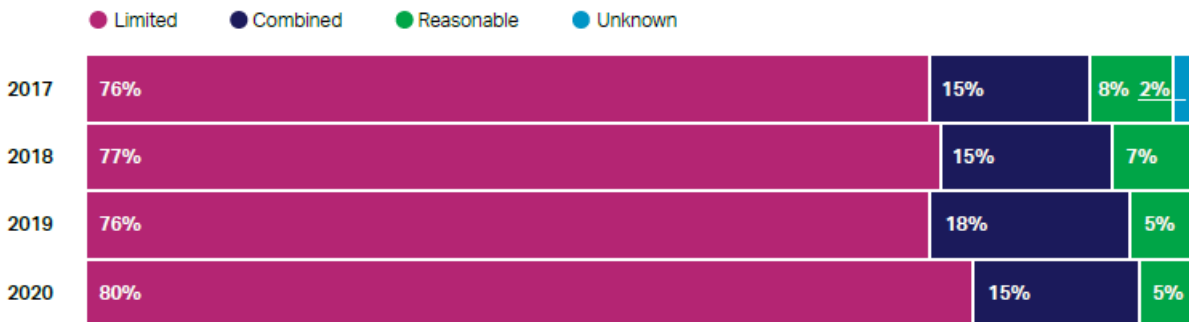 Limited Combined Reasonable Unknown
2017 76% 15% 8% 2%
2018 77% 15% 7%
2019 76% 18% 5%
2020 80% 15% 5%